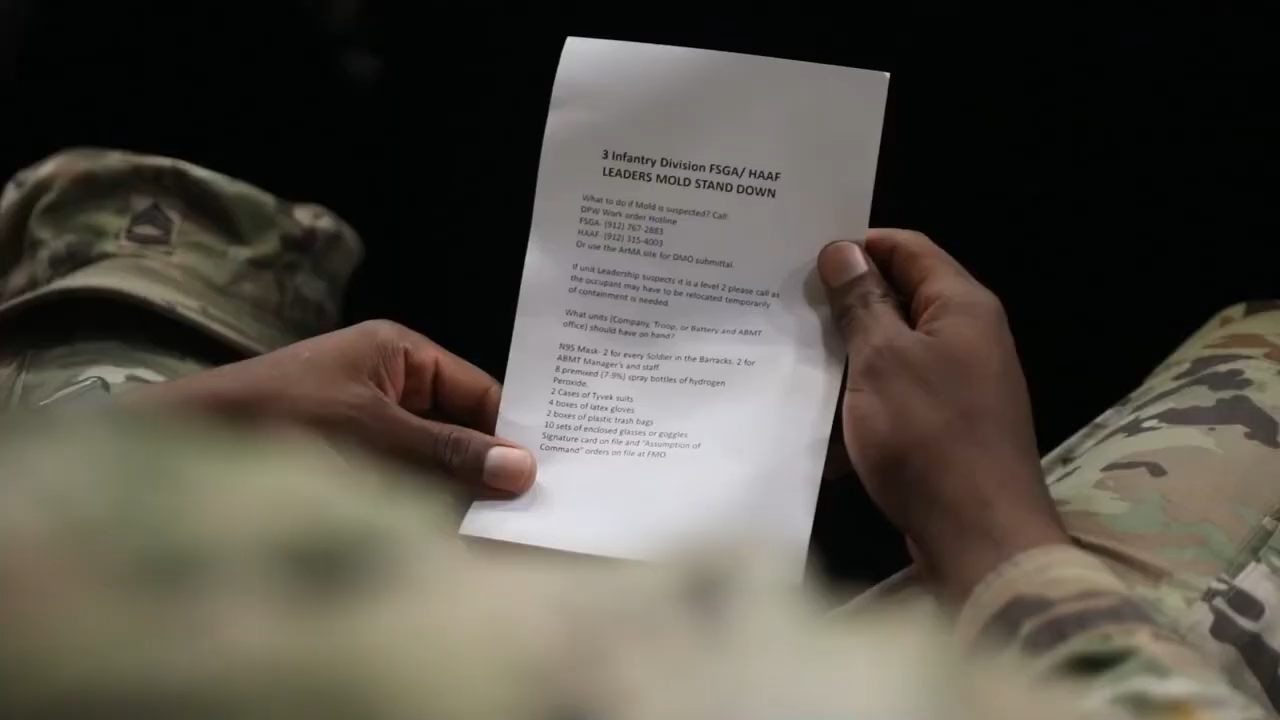 3 Infantry Division FSGA/ HAAF
LEADERS MOLD STAND DOWN
What to do if Mold is suspected? Call:
DPW Work order Hotline
FSGA- (912) 767-2883
HAAF- (912) 315-4003
Or use the ArMA site for DMO submittal.
If unit Leadership suspects it is a level 2 please call as
the occupant may have to be relocated temporarily
of containment is needed.
What units (Company, Troop, or Battery and ABMT
office) should have on hand?
N95 Mask- 2 for every Soldier in the Barracks. 2 for
ABMT Manager's and staff.
8 premixed (7.9%) spray bottles of hydrogen
Peroxide.
2 Cases of Tyvek suits
4 boxes of latex gloves
2 boxes of plastic trash bags
10 sets of enclosed glasses or goggles
Signature card on file and "Assumption of
Command" orders on file at FMO